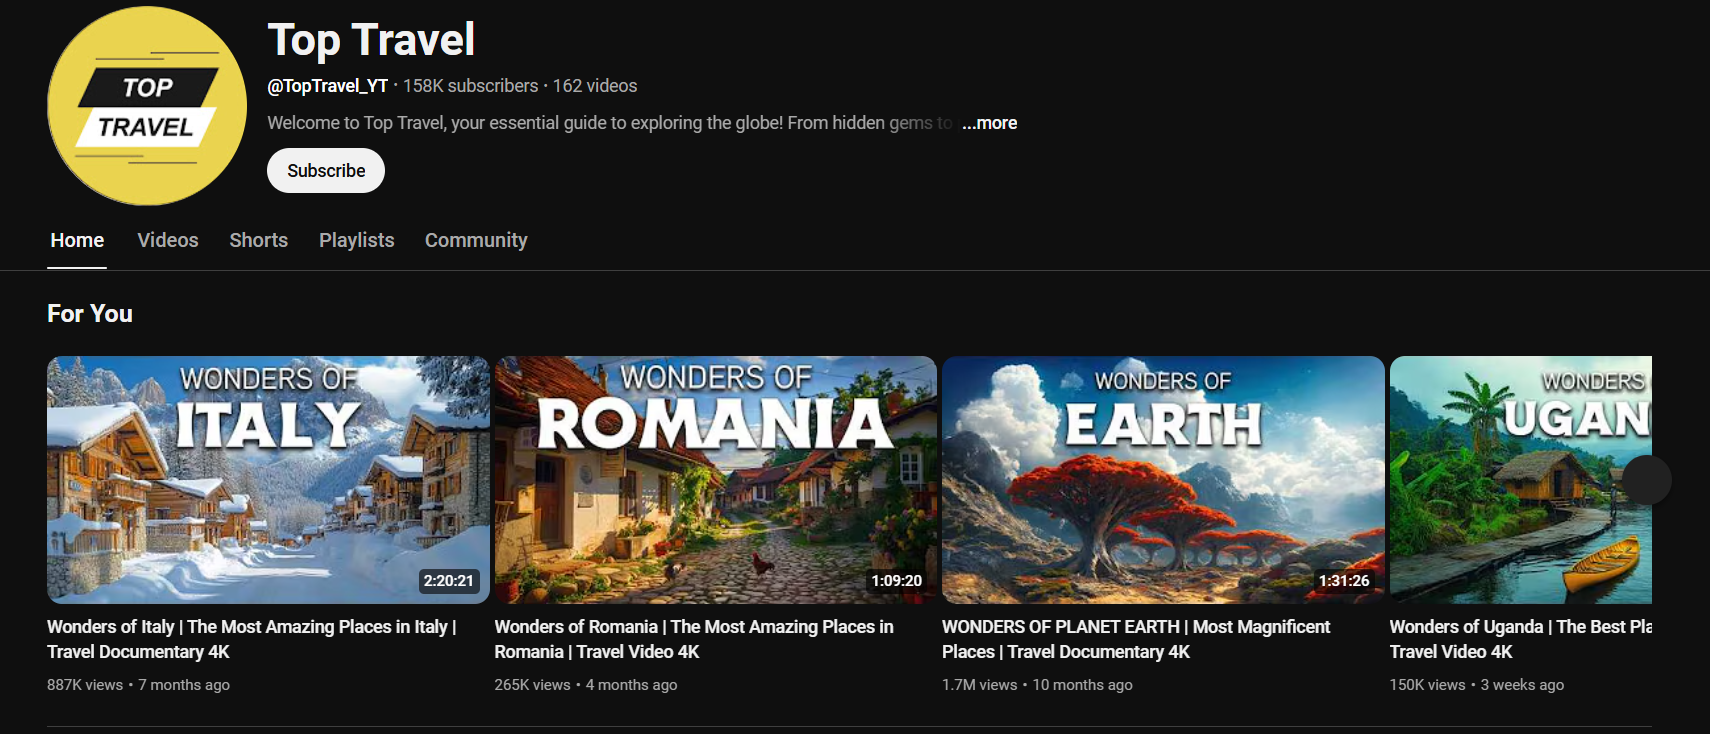 TOP
TRAVEL
Top Travel
@TopTravel_YT · 158K subscribers · 162 videos
Welcome to Top Travel, your essential guide to exploring the globe! From hidden gems to ...more
Subscribe
Home Videos Shorts Playlists Community
For You
WONDERS OF
ITALY
2:20:21
WONDERS OF
ROMANIA
1:09:20
WONDERS OF
EARTH
1:31:26
WONDERS
UGAN
Wonders of Italy | The Most Amazing Places in Italy |
Travel Documentary 4K
887K views • 7 months ago
Wonders of Romania | The Most Amazing Places in
Romania | Travel Video 4K
265K views • 4 months ago
WONDERS OF PLANET EARTH | Most Magnificent
Places | Travel Documentary 4K
1.7M views • 10 months ago
Wonders of Uganda | The Best Pla
Travel Video 4K
150K views • 3 weeks ago